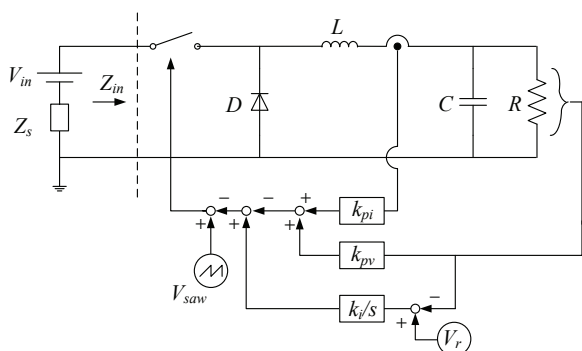 L
V_in
Z_in
Z_s
D
C
R
− − + k_pi
+ + +
k_pv
V_saw
k_i/s −
+
V_r